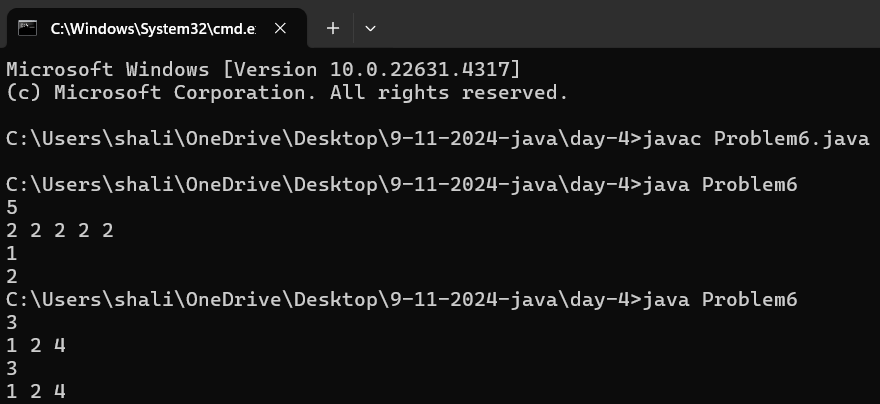 C:\Windows\System32\cmd.e
Microsoft Windows [Version 10.0.22631.4317]
(c) Microsoft Corporation. All rights reserved.
C:\Users\shali\OneDrive\Desktop\9-11-2024-java\day-4>javac Problem6.java
C:\Users\shali\OneDrive\Desktop\9-11-2024-java\day-4>java Problem6
5
2 2 2 2 2
1
2
C:\Users\shali\OneDrive\Desktop\9-11-2024-java\day-4>java Problem6
3
1 2 4
3
1 2 4